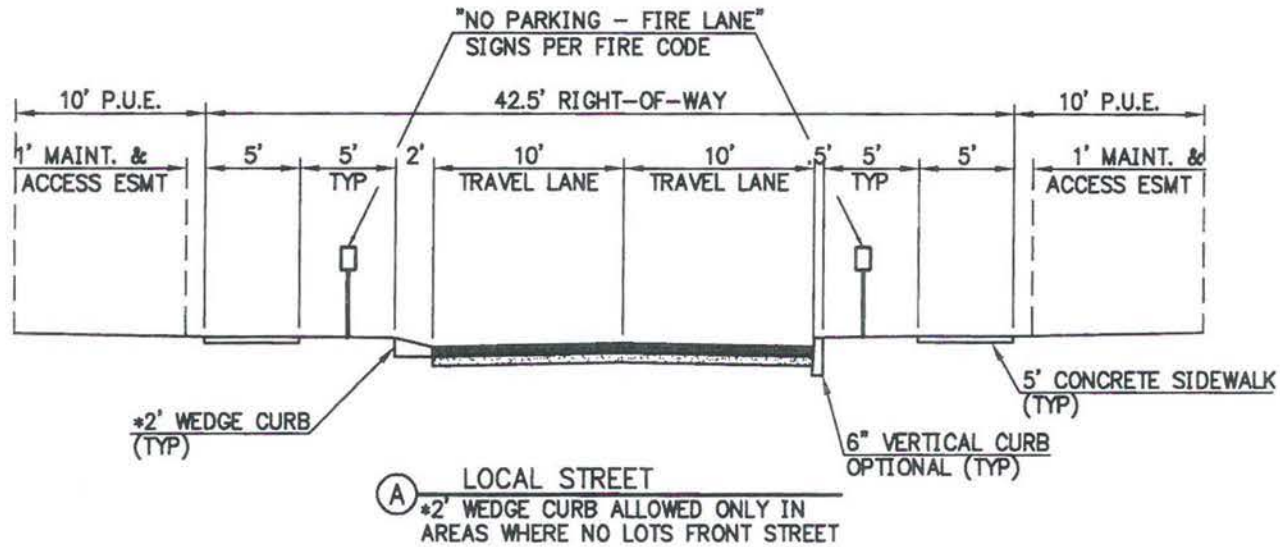 "NO PARKING – FIRE LANE"
SIGNS PER FIRE CODE
10' P.U.E.
42.5' RIGHT-OF-WAY
10' P.U.E.
1' MAINT. &
ACCESS ESMT
5'
5'
TYP
2'
10'
TRAVEL LANE
10'
TRAVEL LANE
.5'
5'
TYP
5'
1' MAINT. &
ACCESS ESMT
*2' WEDGE CURB
(TYP)
5' CONCRETE SIDEWALK
(TYP)
6" VERTICAL CURB
OPTIONAL (TYP)
A
LOCAL STREET
*2' WEDGE CURB ALLOWED ONLY IN
AREAS WHERE NO LOTS FRONT STREET